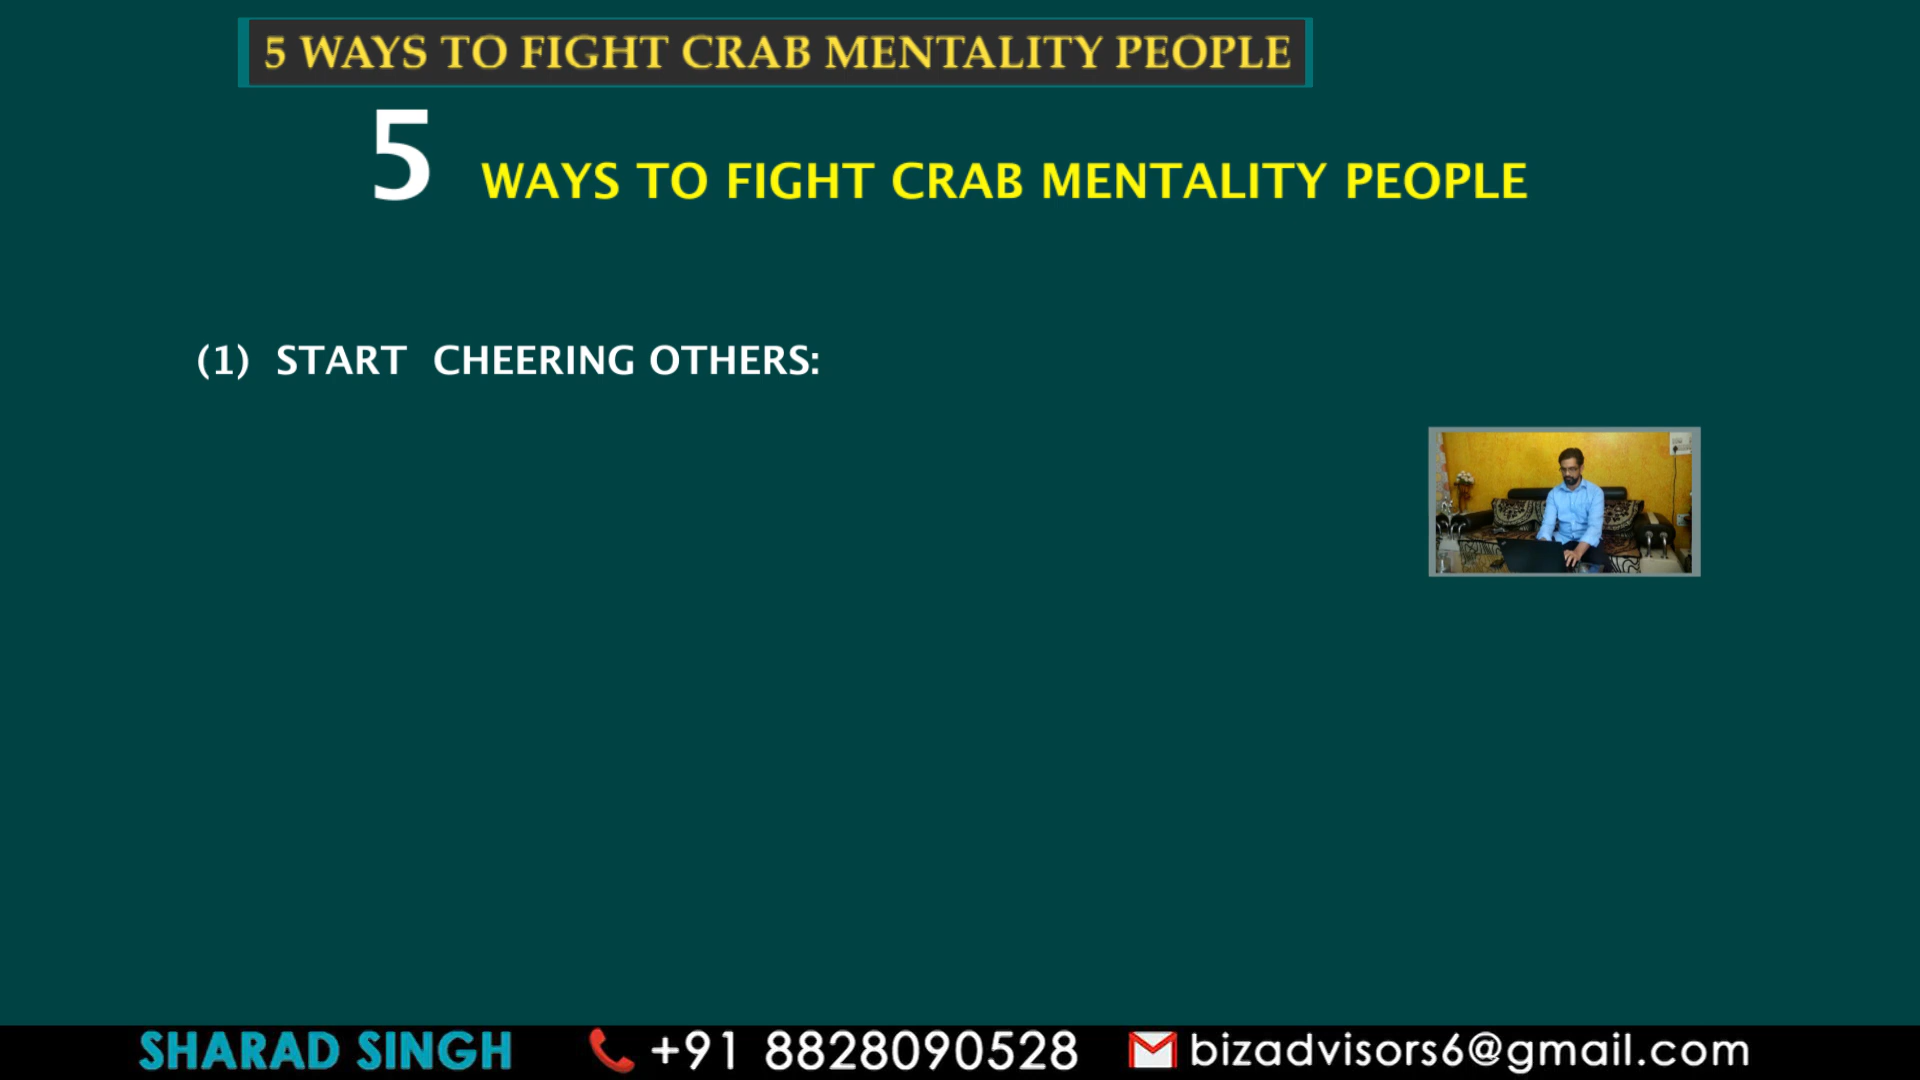 5 WAYS TO FIGHT CRAB MENTALITY PEOPLE
5 WAYS TO FIGHT CRAB MENTALITY PEOPLE
(1) START CHEERING OTHERS:
SHARAD SINGH +91 8828090528 bizadvisors6@gmail.com